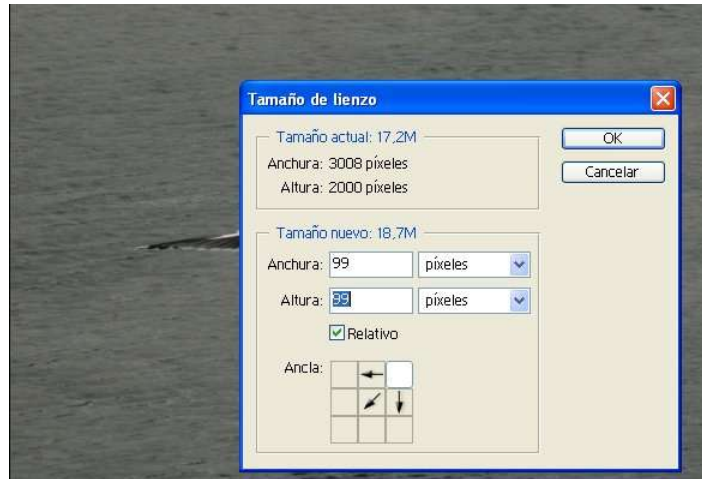 Tamaño de lienzo
Tamaño actual: 17,2M
OK
Anchura: 3008 píxeles
Cancelar
Altura: 2000 píxeles
Tamaño nuevo: 18,7M
Anchura: 99 píxeles
Altura: 99 píxeles
Relativo
Ancla: